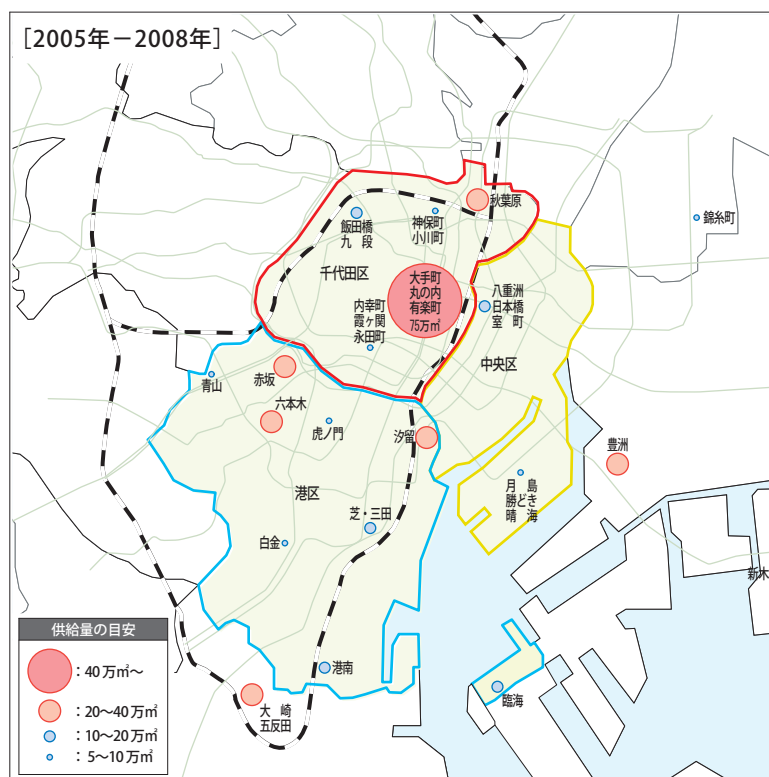 ［2005年－2008年］
秋葉原
飯田橋
九　段
神保町
小川町
錦糸町
千代田区
大手町
丸の内
有楽町
75万㎡
八重洲
日本橋
室　町
内幸町
霞ヶ関
永田町
中央区
青山
赤坂
六本木
虎ノ門
汐留
豊洲
月　島
勝どき
晴　海
港区
芝・三田
白金
新木
港南
臨海
大　崎
五反田
供給量の目安
：40万㎡～
：20～40万㎡
：10～20万㎡
：5～10万㎡